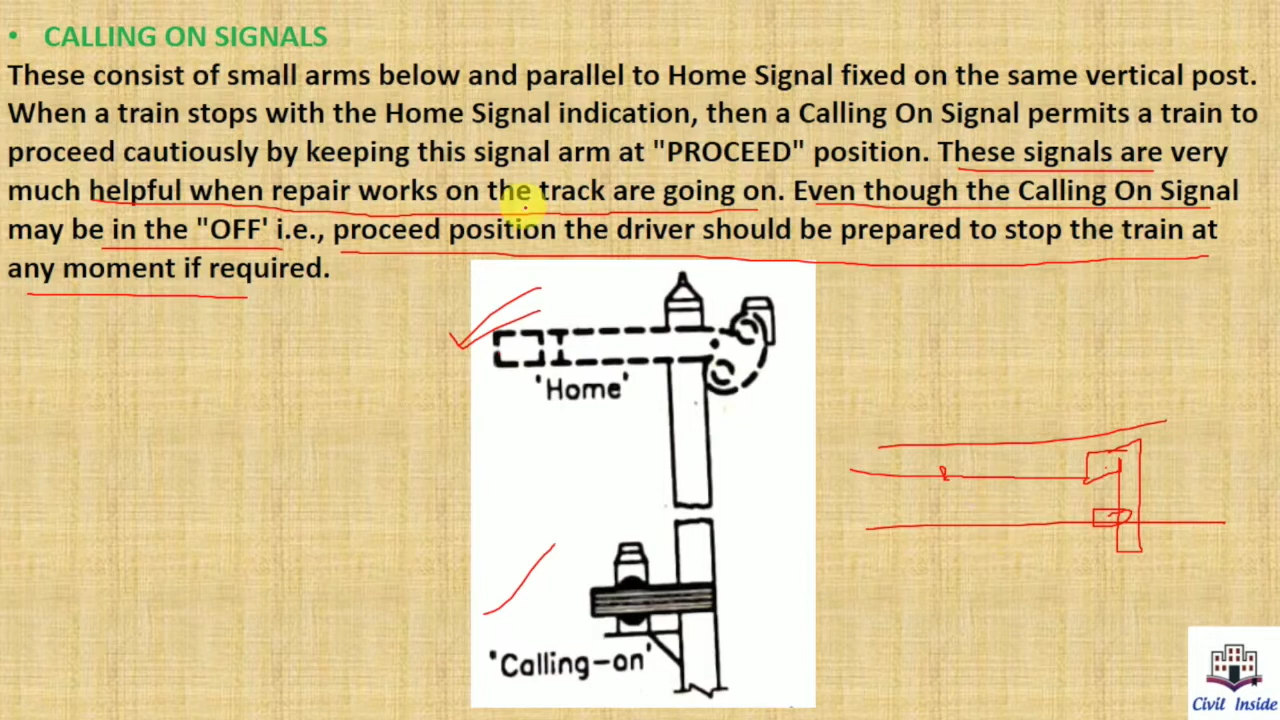 • CALLING ON SIGNALS
These consist of small arms below and parallel to Home Signal fixed on the same vertical post.
When a train stops with the Home Signal indication, then a Calling On Signal permits a train to
proceed cautiously by keeping this signal arm at "PROCEED" position. These signals are very
much helpful when repair works on the track are going on. Even though the Calling On Signal
may be in the "OFF' i.e., proceed position the driver should be prepared to stop the train at
any moment if required.
'Home'
'Calling-on'
Civil Inside